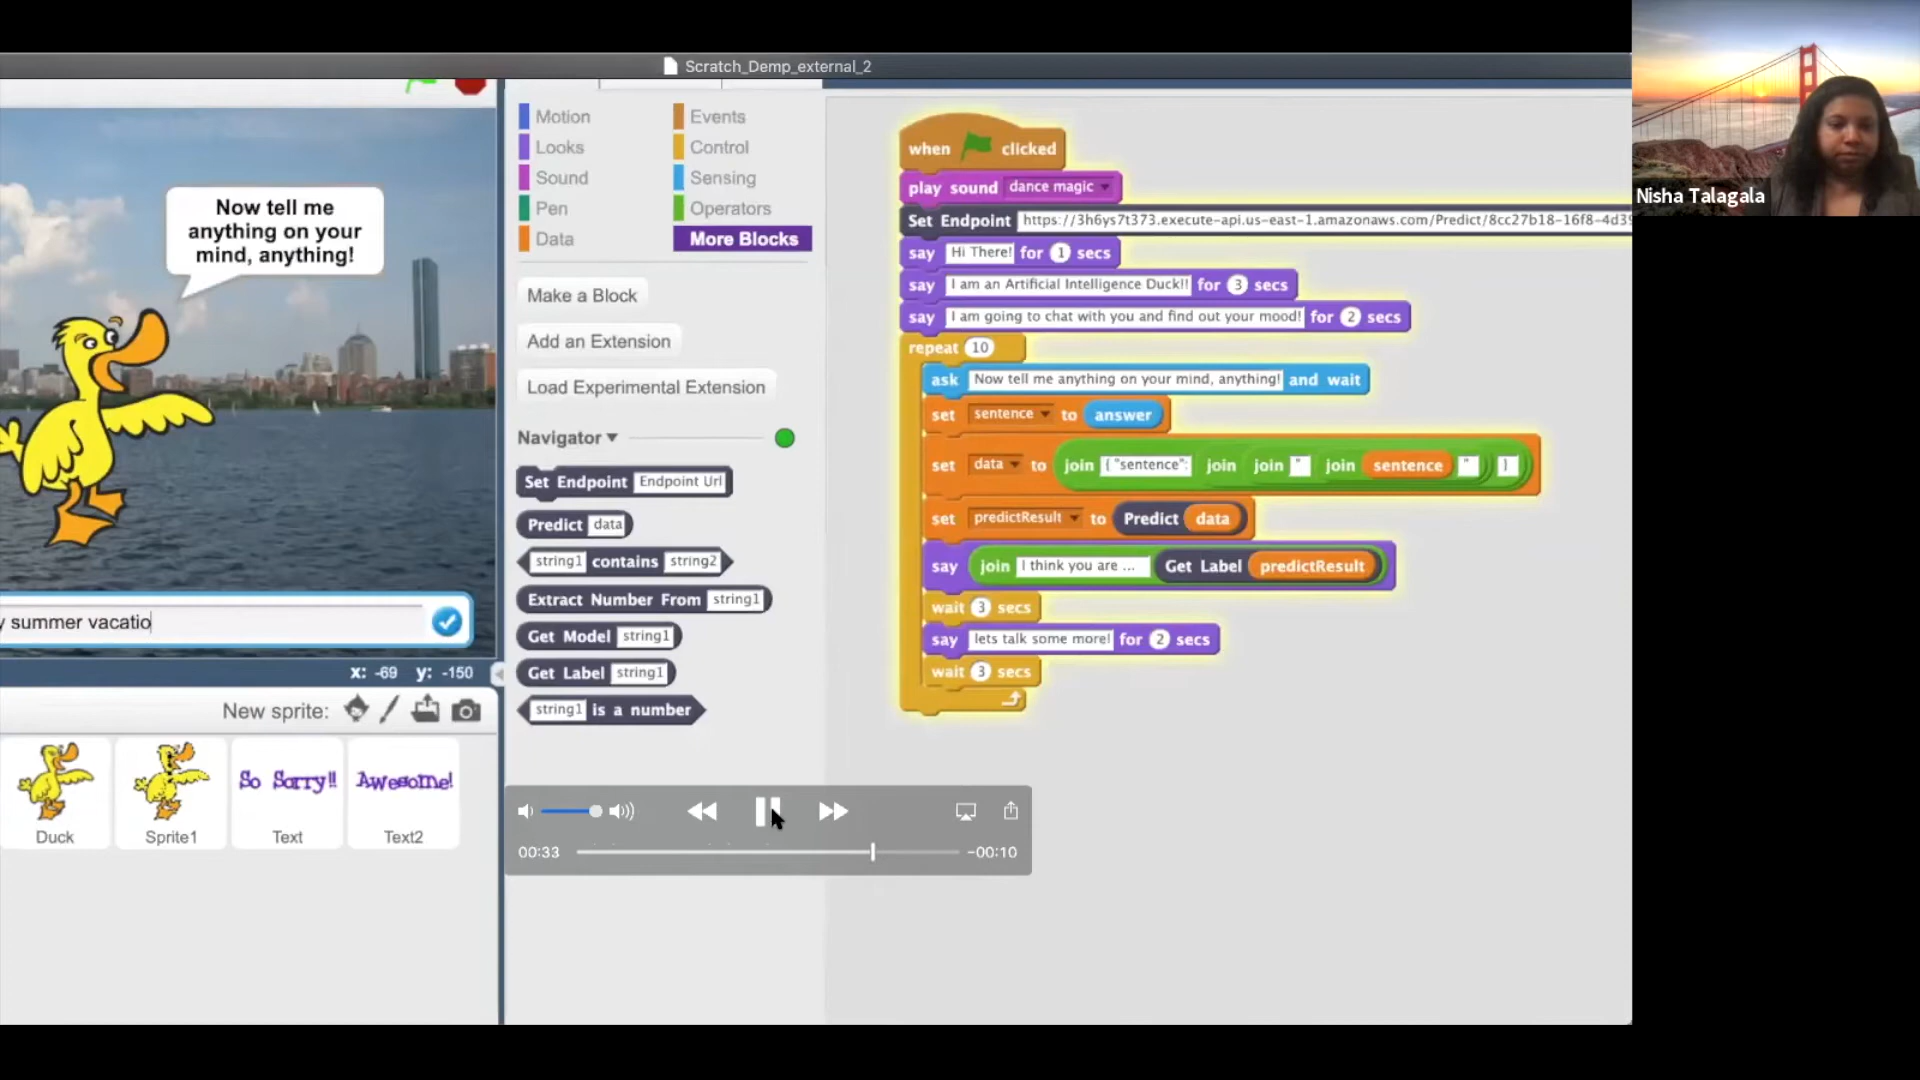 Scratch_Demp_external_2
Nisha Talagala
Now tell me
anything on your
mind, anything!
y summer vacatio
x: -69 y: -150
New sprite:
Duck
Sprite1
So Sorry!!
Text
Awesome!
Text2
Motion
Looks
Sound
Pen
Data
Events
Control
Sensing
Operators
More Blocks
Make a Block
Add an Extension
Load Experimental Extension
Navigator
Set Endpoint Endpoint Url
Predict data
string1 contains string2
Extract Number From string1
Get Model string1
Get Label string1
string1 is a number
00:33
-00:10
when clicked
play sound dance magic
Set Endpoint https://3h6ys7t373.execute-api.us-east-1.amazonaws.com/Predict/8cc27b18-16f8-4d39
say Hi There! for 1 secs
say I am an Artificial Intelligence Duck!! for 3 secs
say I am going to chat with you and find out your mood! for 2 secs
repeat 10
ask Now tell me anything on your mind, anything! and wait
set sentence to answer
set data to join { "sentence": join join " join sentence " }
set predictResult to Predict data
say join I think you are ... Get Label predictResult
wait 3 secs
say lets talk some more! for 2 secs
wait 3 secs